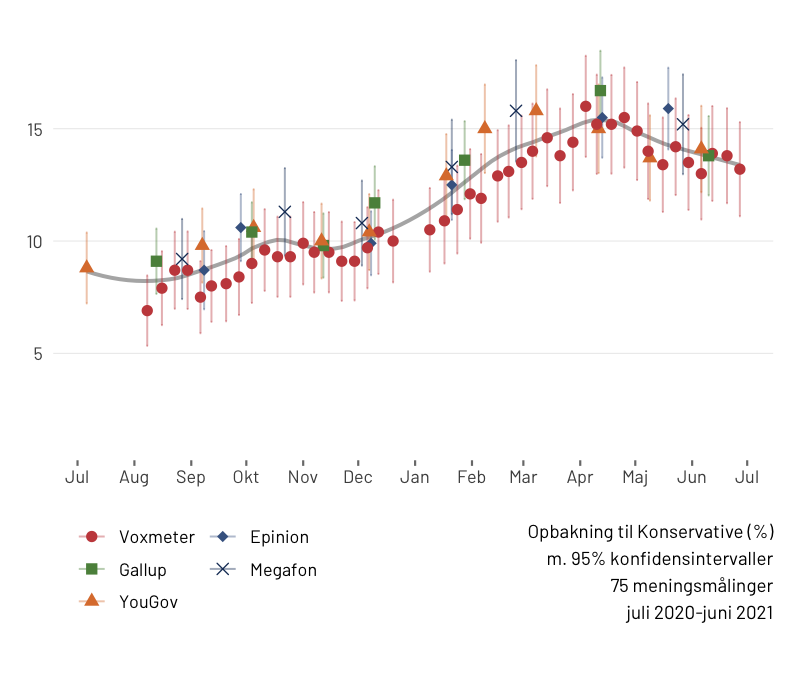 15
10
5
Jul Aug Sep Okt Nov Dec Jan Feb Mar Apr Maj Jun Jul
Voxmeter Epinion
Gallup Megafon
YouGov
Opbakning til Konservative (%)
m. 95% konfidensintervaller
75 meningsmålinger
juli 2020-juni 2021